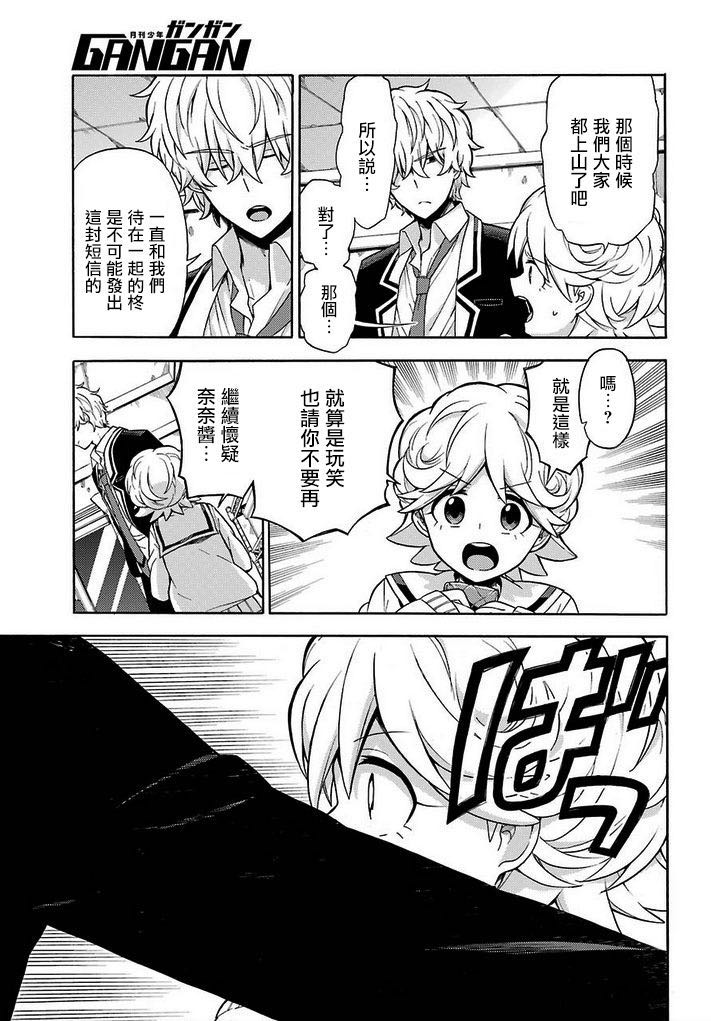 月刊少年
ガンガン
GANGAN
那個時候
我們大家
都上山了吧
所以説…
對了…
那個…
一直和我們
待在一起的柊
是不可能發出
這封短信的
嗎…?
就是這樣
就算是玩笑
也請你不要再
繼續懷疑
奈奈醬…
ばっ